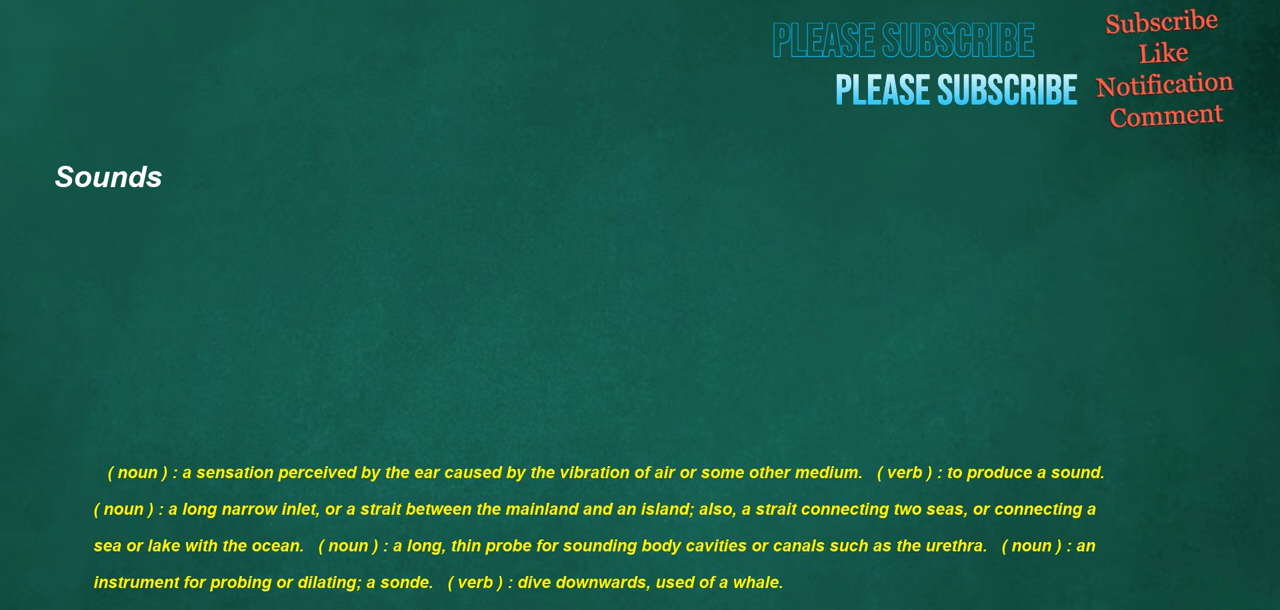 PLEASE SUBSCRIBE
PLEASE SUBSCRIBE
Subscribe
Like
Notification
Comment
Sounds
( noun ) : a sensation perceived by the ear caused by the vibration of air or some other medium. ( verb ) : to produce a sound.
( noun ) : a long narrow inlet, or a strait between the mainland and an island; also, a strait connecting two seas, or connecting a
sea or lake with the ocean. ( noun ) : a long, thin probe for sounding body cavities or canals such as the urethra. ( noun ) : an
instrument for probing or dilating; a sonde. ( verb ) : dive downwards, used of a whale.